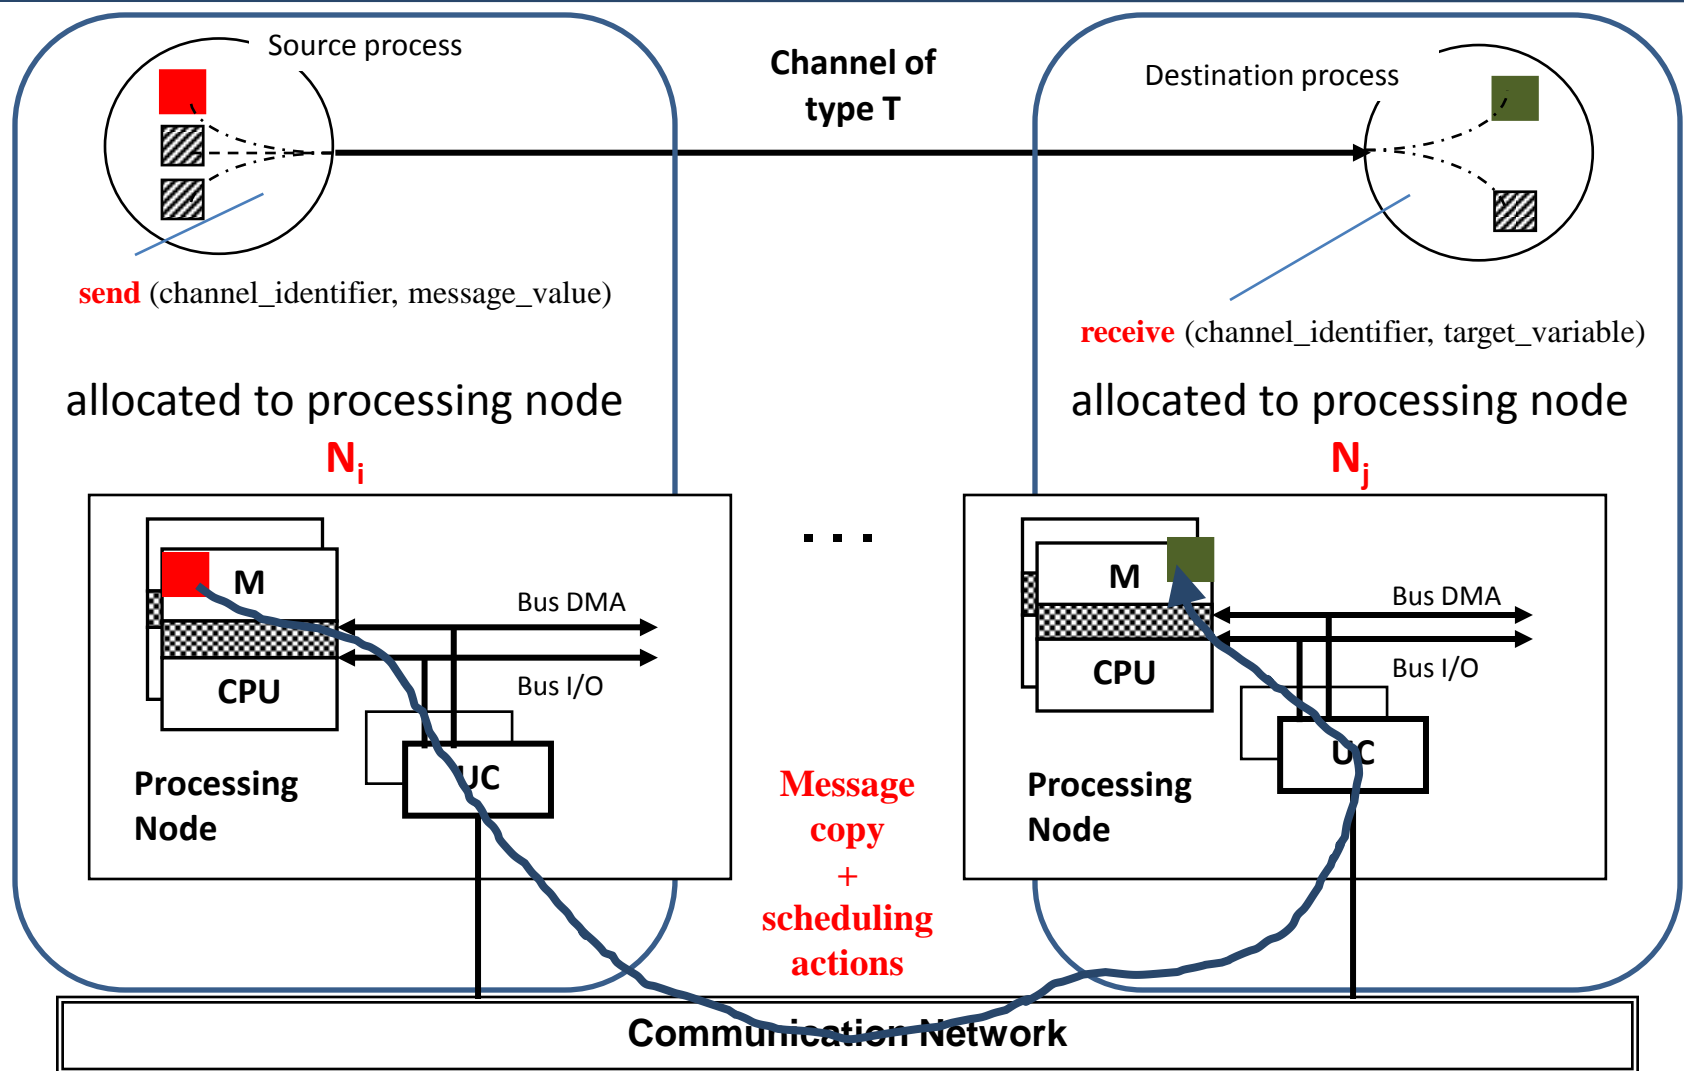 Source process
Channel of
type T
Destination process
send (channel_identifier, message_value)
receive (channel_identifier, target_variable)
allocated to processing node
Ni
allocated to processing node
Nj
. . .
M
Bus DMA
CPU
Bus I/O
UC
Processing
Node
M
Bus DMA
CPU
Bus I/O
UC
Processing
Node
Message
copy
+
scheduling
actions
Communication Network